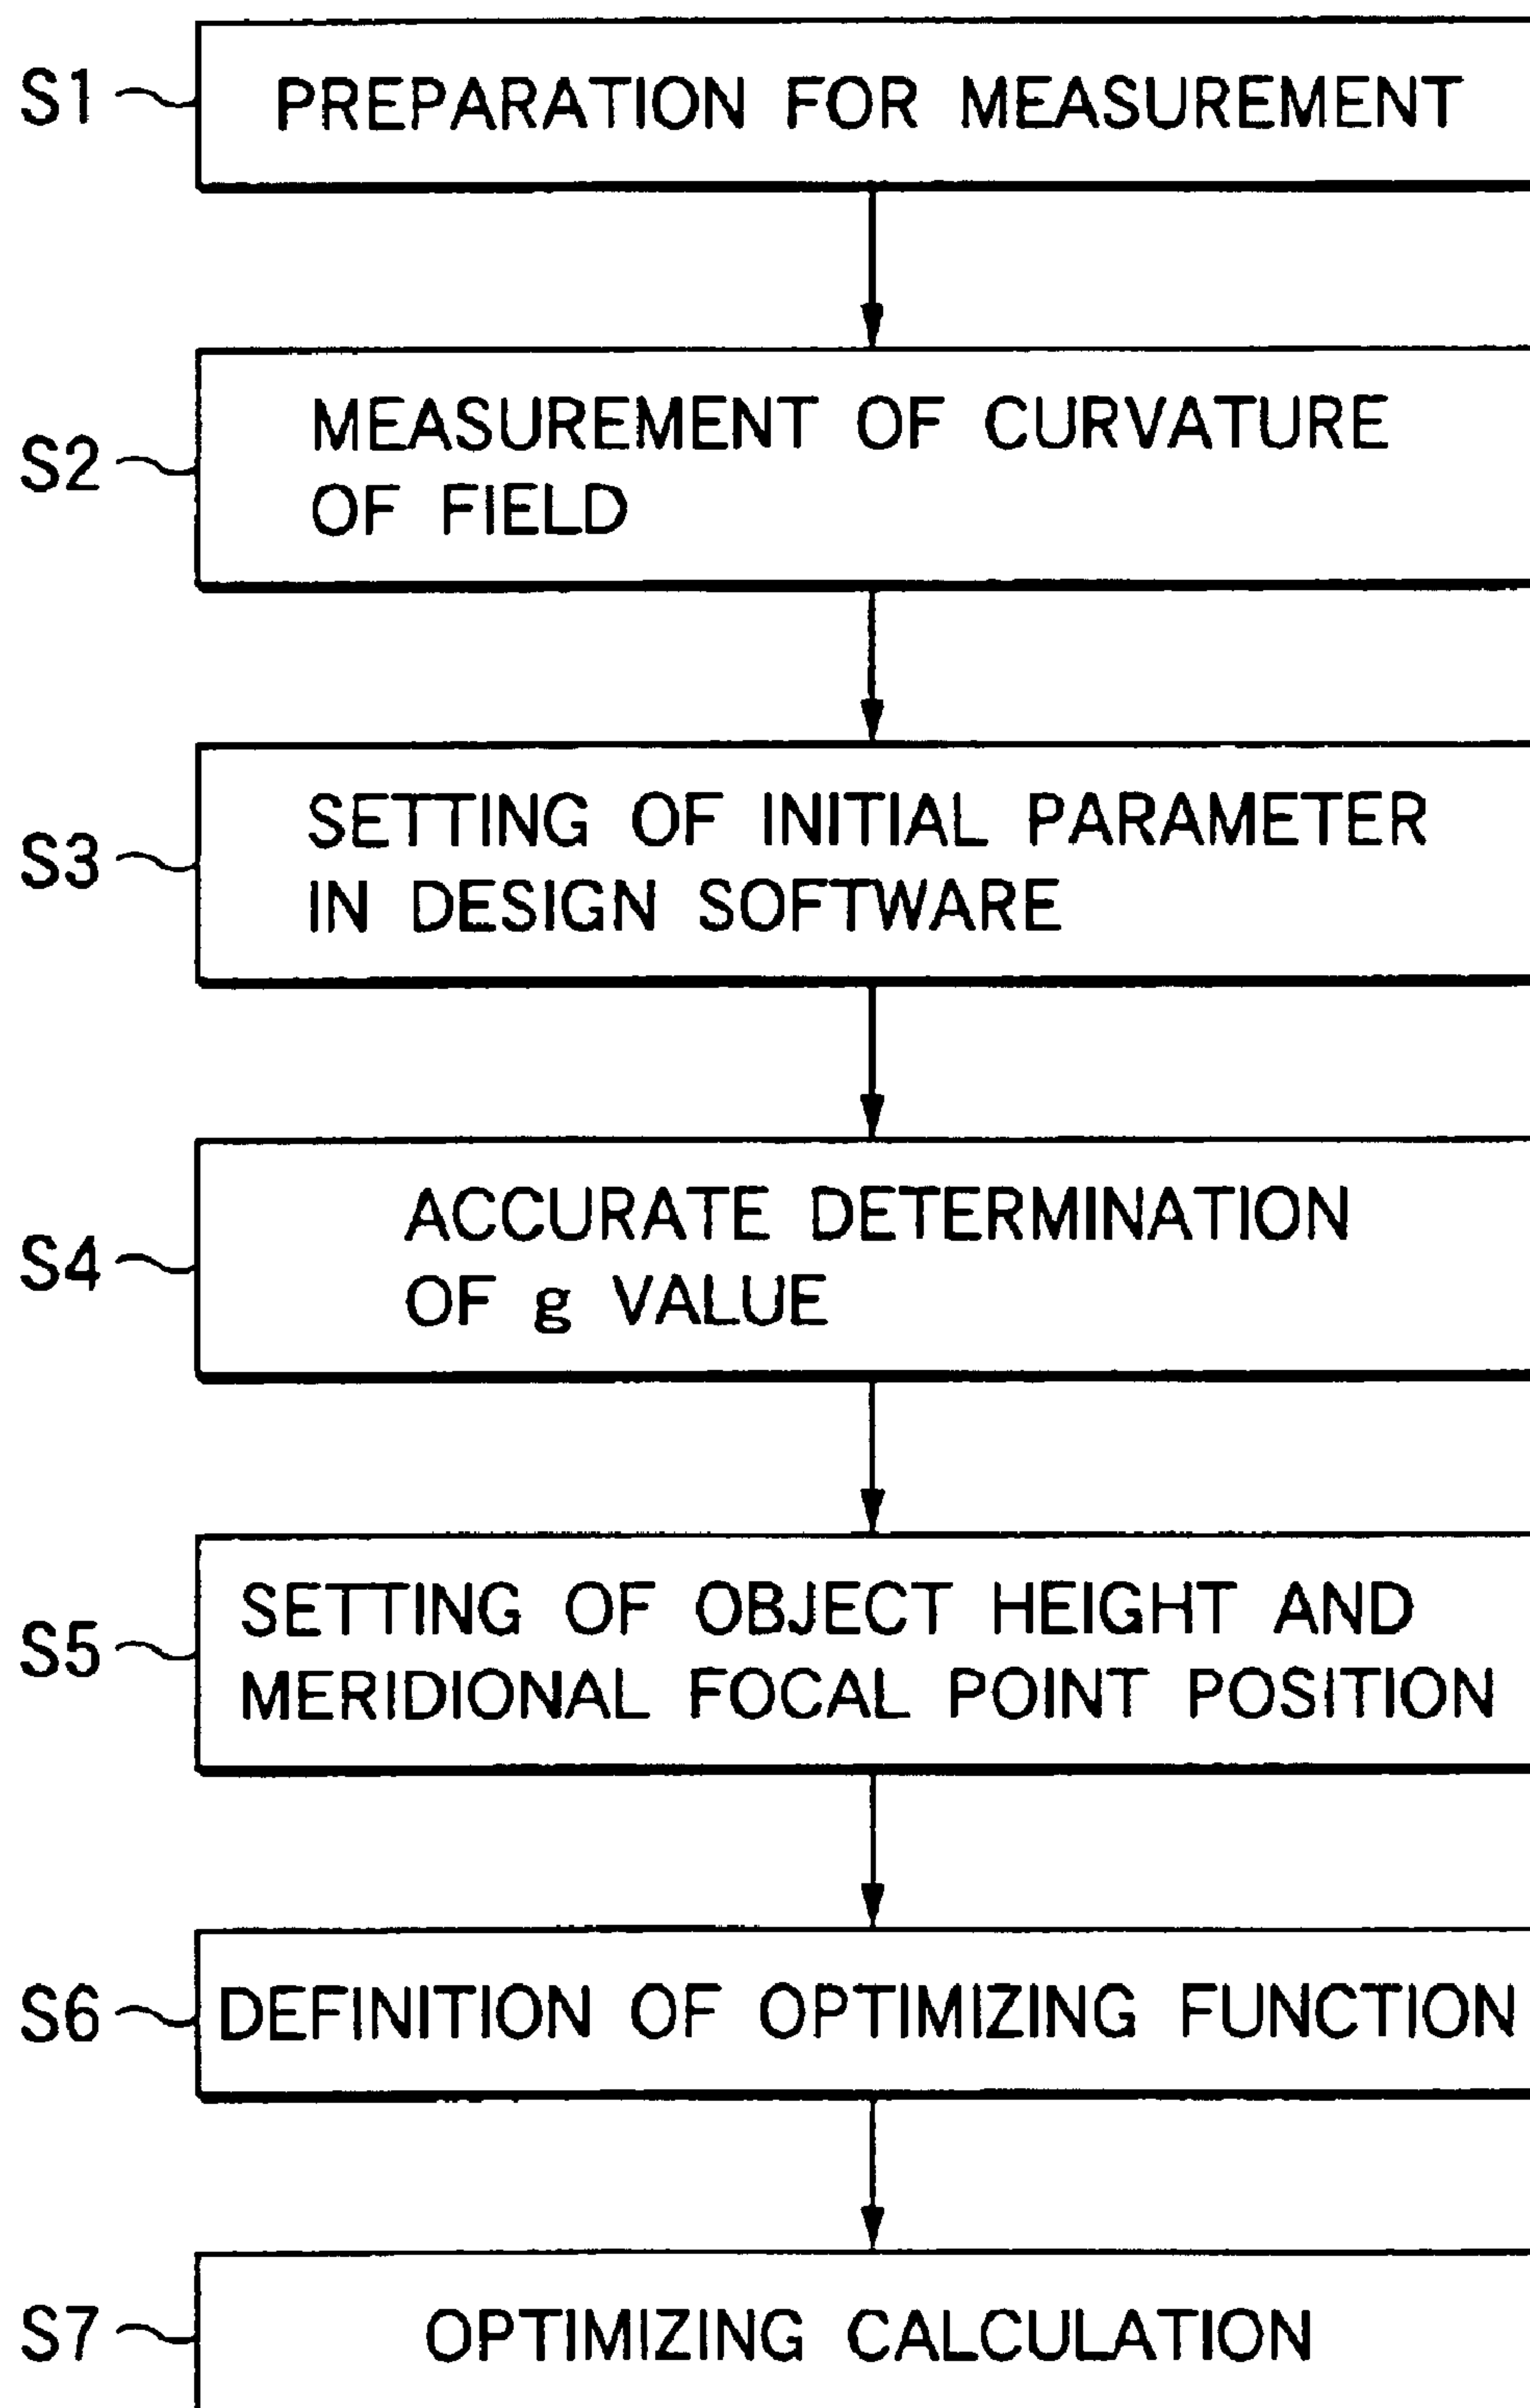 S1 PREPARATION FOR MEASUREMENT
S2 MEASUREMENT OF CURVATURE
OF FIELD
S3 SETTING OF INITIAL PARAMETER
IN DESIGN SOFTWARE
S4 ACCURATE DETERMINATION
OF g VALUE
S5 SETTING OF OBJECT HEIGHT AND
MERIDIONAL FOCAL POINT POSITION
S6 DEFINITION OF OPTIMIZING FUNCTION
S7 OPTIMIZING CALCULATION